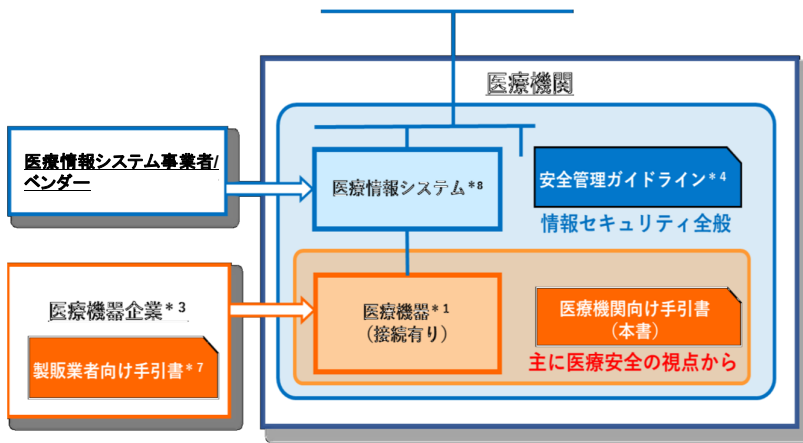 医療機関
医療情報システム事業者/
ベンダー
医療情報システム*8
安全管理ガイドライン*4
情報セキュリティ全般
医療機器企業*3
製販業者向け手引書*7
医療機器*1
(接続有り)
医療機関向け手引書
(本書)
主に医療安全の視点から